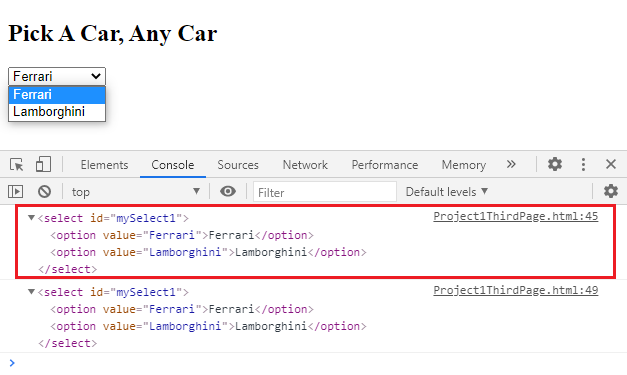 Pick A Car, Any Car
Ferrari
Ferrari
Lamborghini
Elements Console Sources Network Performance Memory »
top Filter Default levels
<select id="mySelect1"> Project1ThirdPage.html:45
<option value="Ferrari">Ferrari</option>
<option value="Lamborghini">Lamborghini</option>
</select>
<select id="mySelect1"> Project1ThirdPage.html:49
<option value="Ferrari">Ferrari</option>
<option value="Lamborghini">Lamborghini</option>
</select>
>